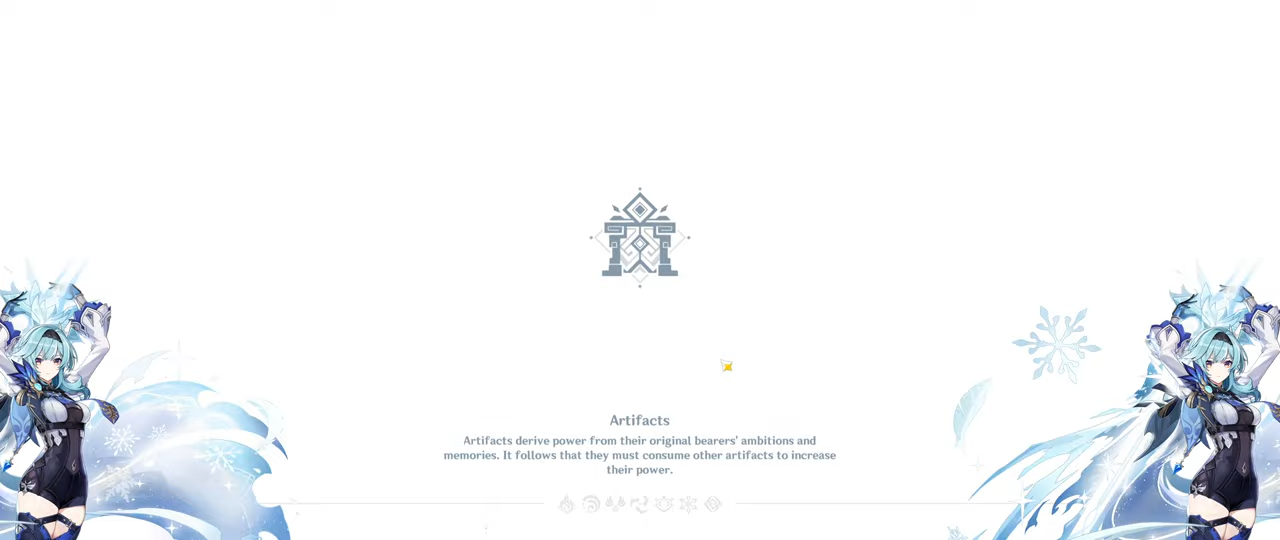 Artifacts
Artifacts derive power from their original bearers' ambitions and
memories. It follows that they must consume other artifacts to increase
their power.